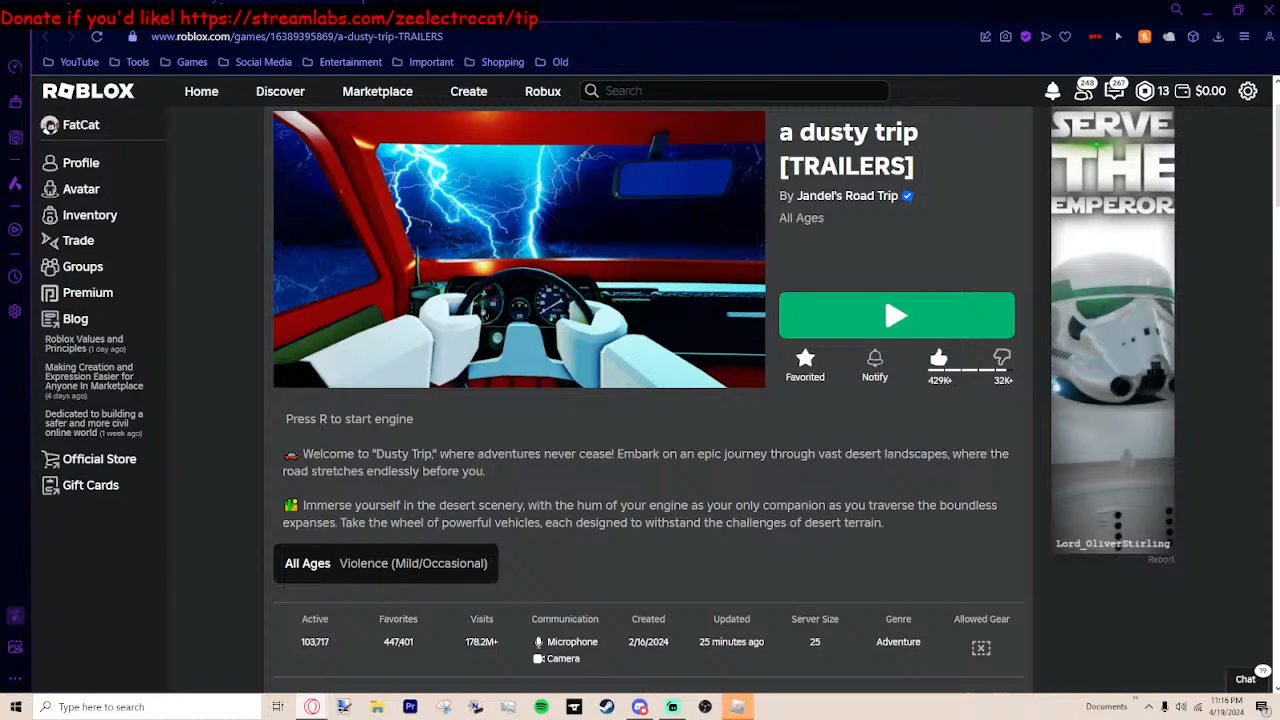 Donate if you'd like! https://streamlabs.com/zeelectrocat/tip
www.roblox.com/games/16389395869/a-dusty-trip-TRAILERS
YouTube Tools Games Social Media Entertainment Important Shopping Old
ROBLOX Home Discover Marketplace Create Robux Search 248 267 13 $0.00
FatCat
Profile
Avatar
Inventory
Trade
Groups
Premium
Blog
Roblox Values and
Principles (1 day ago)
Making Creation and
Expression Easier for
Anyone In Marketplace
(4 days ago)
Dedicated to building a
safer and more civil
online world (1 week ago)
Official Store
Gift Cards
a dusty trip
[TRAILERS]
By Jandel's Road Trip
All Ages
Favorited Notify 429K+ 32K+
Press R to start engine
Welcome to "Dusty Trip," where adventures never cease! Embark on an epic journey through vast desert landscapes, where the
road stretches endlessly before you.
Immerse yourself in the desert scenery, with the hum of your engine as your only companion as you traverse the boundless
expanses. Take the wheel of powerful vehicles, each designed to withstand the challenges of desert terrain.
All Ages Violence (Mild/Occasional)
Active Favorites Visits Communication Created Updated Server Size Genre Allowed Gear
103,717 447,401 178.2M+ Microphone 2/16/2024 25 minutes ago 25 Adventure
Camera
SERVE
THE
EMPEROR
Lord_OliverStirling
Report
Chat 19
Type here to search
Documents
11:16 PM
4/19/2024